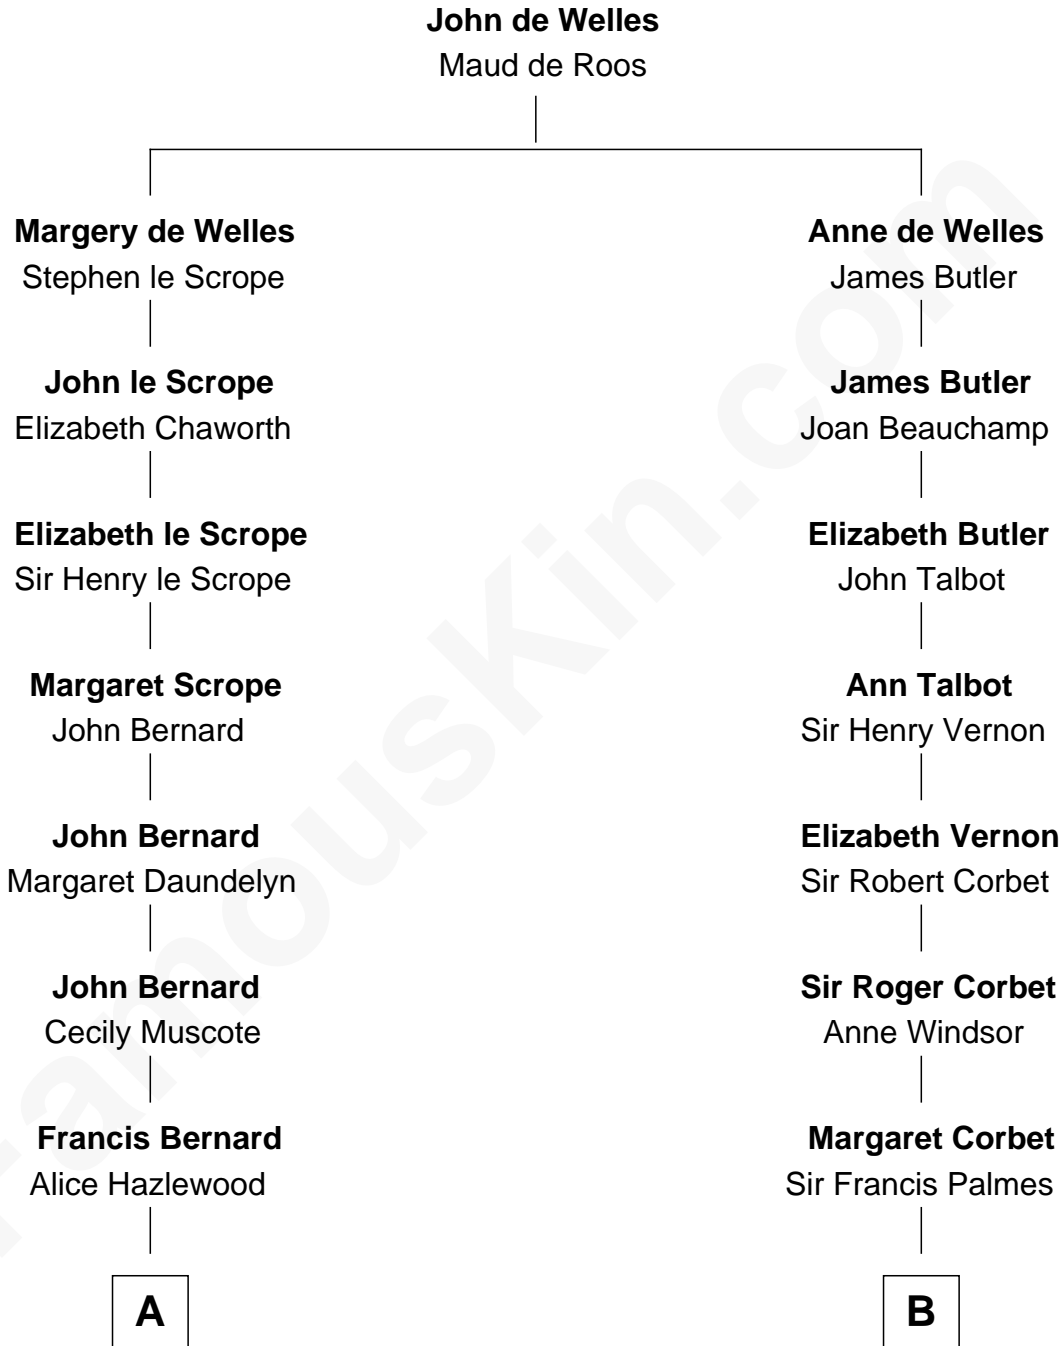 John de Welles
Maud de Roos
Margery de Welles
Stephen le Scrope
John le Scrope
Elizabeth Chaworth
Elizabeth le Scrope
Sir Henry le Scrope
Margaret Scrope
John Bernard
John Bernard
Margaret Daundelyn
John Bernard
Cecily Muscote
Francis Bernard
Alice Hazlewood
A
Anne de Welles
James Butler
James Butler
Joan Beauchamp
Elizabeth Butler
John Talbot
Ann Talbot
Sir Henry Vernon
Elizabeth Vernon
Sir Robert Corbet
Sir Roger Corbet
Anne Windsor
Margaret Corbet
Sir Francis Palmes
B
FamousKin.com